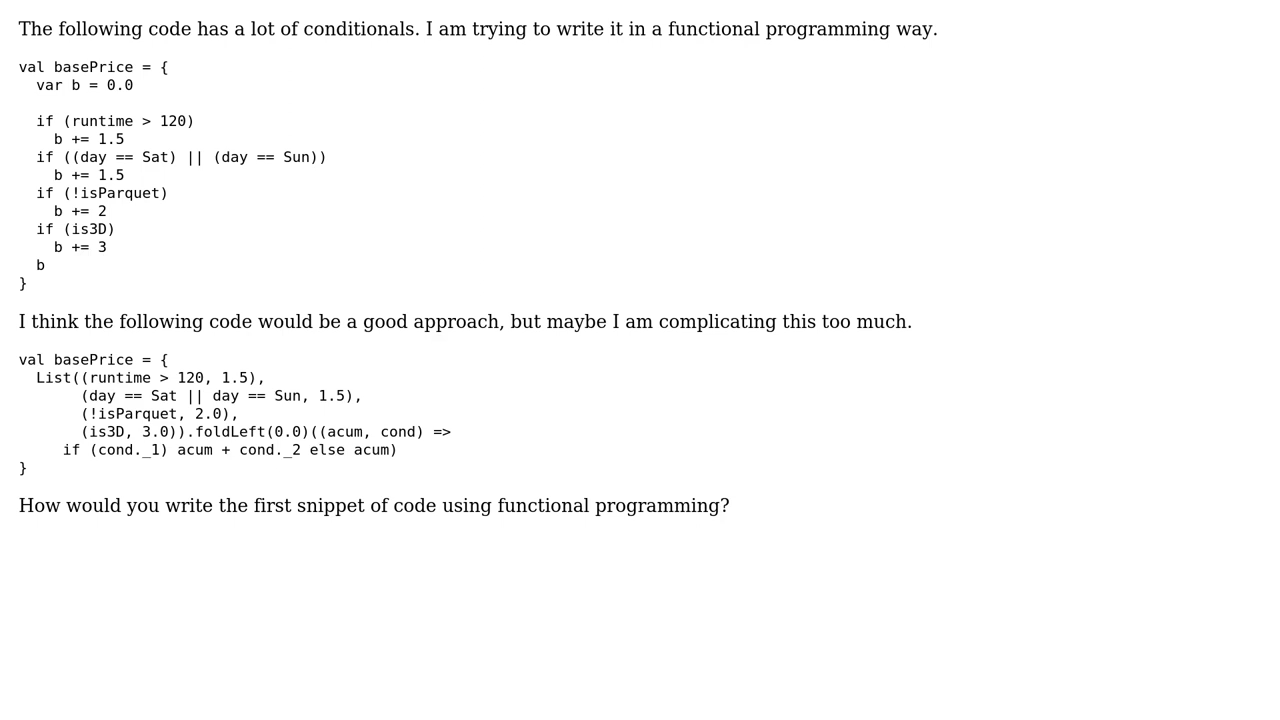 The following code has a lot of conditionals. I am trying to write it in a functional programming way.
val basePrice = {
  var b = 0.0
  if (runtime > 120)
    b += 1.5
  if ((day == Sat) || (day == Sun))
    b += 1.5
  if (!isParquet)
    b += 2
  if (is3D)
    b += 3
  b
}
I think the following code would be a good approach, but maybe I am complicating this too much.
val basePrice = {
  List((runtime > 120, 1.5),
       (day == Sat || day == Sun, 1.5),
       (!isParquet, 2.0),
       (is3D, 3.0)).foldLeft(0.0)((acum, cond) =>
     if (cond._1) acum + cond._2 else acum)
}
How would you write the first snippet of code using functional programming?